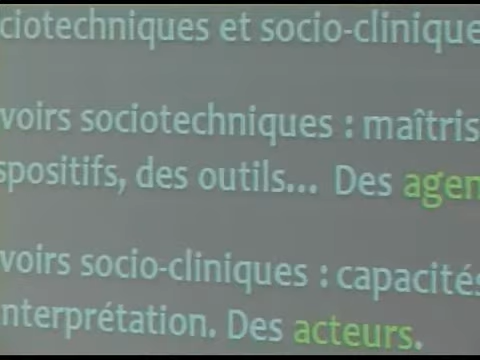 ciotechniques et socio-clinique
voirs sociotechniques : maîtris
spositifs, des outils... Des agen
voirs socio-cliniques : capacités
nterprétation. Des acteurs.